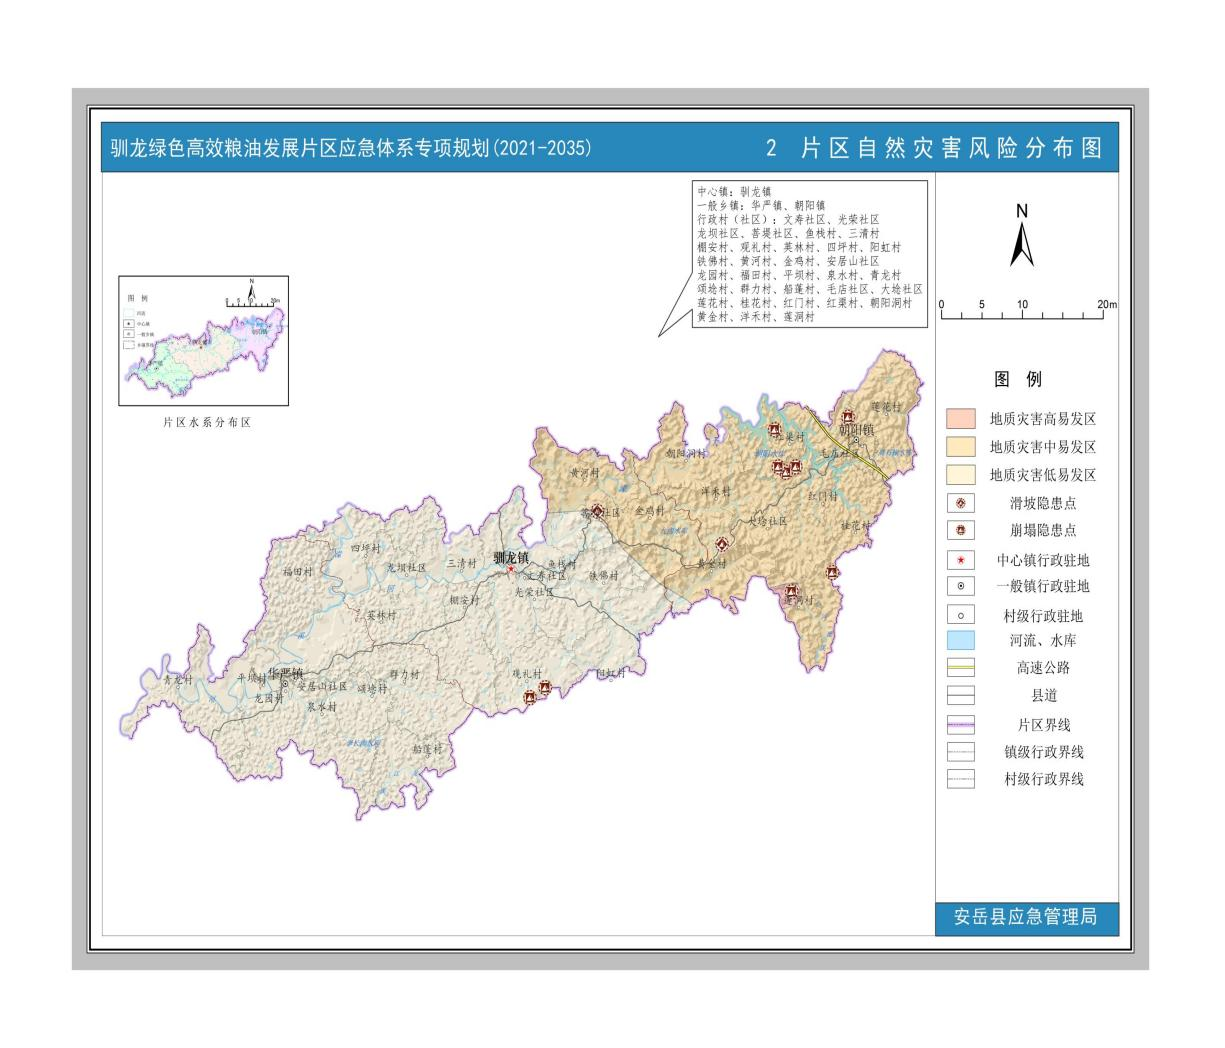 驯龙绿色高效粮油发展片区应急体系专项规划(2021-2035)
2 片区自然灾害风险分布图
中心镇：驯龙镇
一般乡镇：华严镇、朝阳镇
行政村（社区）：文寿社区、光荣社区
龙坝社区、菩堤社区、鱼栈村、三清村
棚安村、观礼村、英林村、四坪村、阳虹村
铁佛村、黄河村、金鸡村、安居山社区
龙园村、福田村、平坝村、泉水村、青龙村
颂埝村、群力村、船蓬村、毛店社区、大埝社区
莲花村、桂花村、红门村、红渠村、朝阳洞村
黄金村、洋禾村、莲洞村
N
0 5 10 20m
图 例
河流
中心镇
一般乡镇
N
0 5 10 20m
片区水系分布区
图 例
地质灾害高易发区
地质灾害中易发区
地质灾害低易发区
滑坡隐患点
崩塌隐患点
中心镇行政驻地
一般镇行政驻地
村级行政驻地
河流、水库
高速公路
县道
片区界线
镇级行政界线
村级行政界线
莲花村
朝阳镇
毛店社区
朝阳洞村
黄河村
洋禾村
红门村
金鸡村
大埝社区
桂花村
黄金村
四坪村
龙坝社区
三清村
驯龙镇
鱼栈村
文寿社区
铁佛村
光荣社区
福田村
棚安村
英林村
青龙村
平坝村
华严镇
安居山社区
龙园村
泉水村
颂埝村
群力村
观礼村
阳虹村
船蓬村
安岳县应急管理局